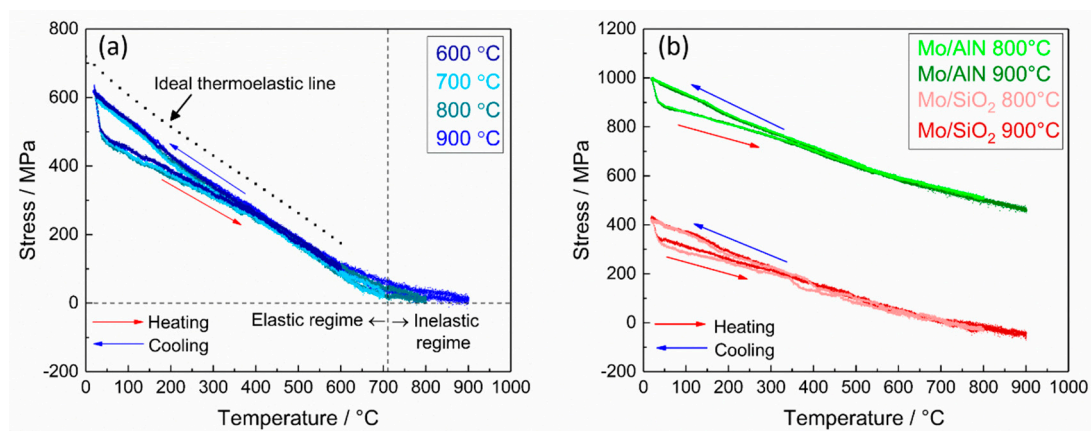 (a)
600 °C
700 °C
800 °C
900 °C
Ideal thermoelastic line
800
600
400
200
0
-200
Stress / MPa
Heating
Cooling
Elastic regime ← → Inelastic
regime
0 100 200 300 400 500 600 700 800 900 1000
Temperature / °C
(b)
Mo/AlN 800°C
Mo/AlN 900°C
Mo/SiO₂ 800°C
Mo/SiO₂ 900°C
1200
1000
800
600
400
200
0
-200
Stress / MPa
Heating
Cooling
0 100 200 300 400 500 600 700 800 900 1000
Temperature / °C